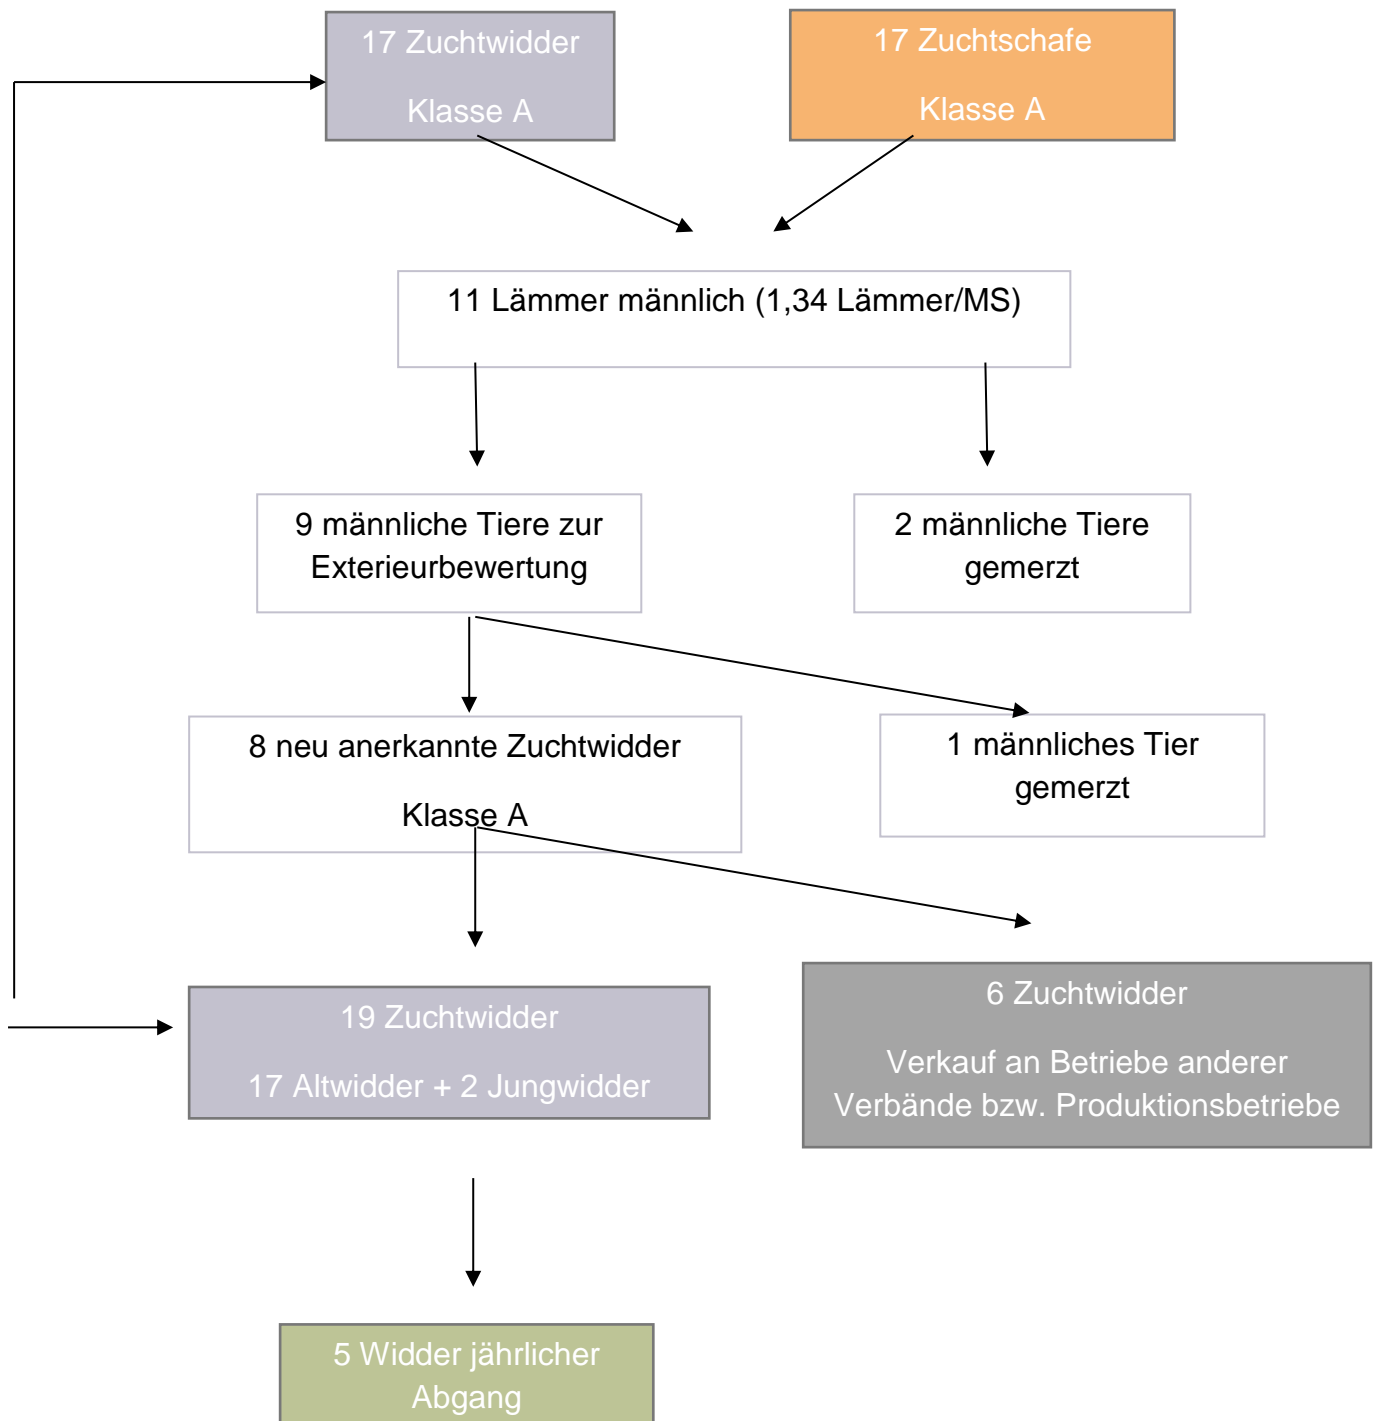 17 Zuchtwidder
Klasse A
17 Zuchtschafe
Klasse A
11 Lämmer männlich (1,34 Lämmer/MS)
9 männliche Tiere zur
Exterieurbewertung
2 männliche Tiere
gemerzt
8 neu anerkannte Zuchtwidder
Klasse A
1 männliches Tier
gemerzt
19 Zuchtwidder
17 Altwidder + 2 Jungwidder
6 Zuchtwidder
Verkauf an Betriebe anderer
Verbände bzw. Produktionsbetriebe
5 Widder jährlicher
Abgang